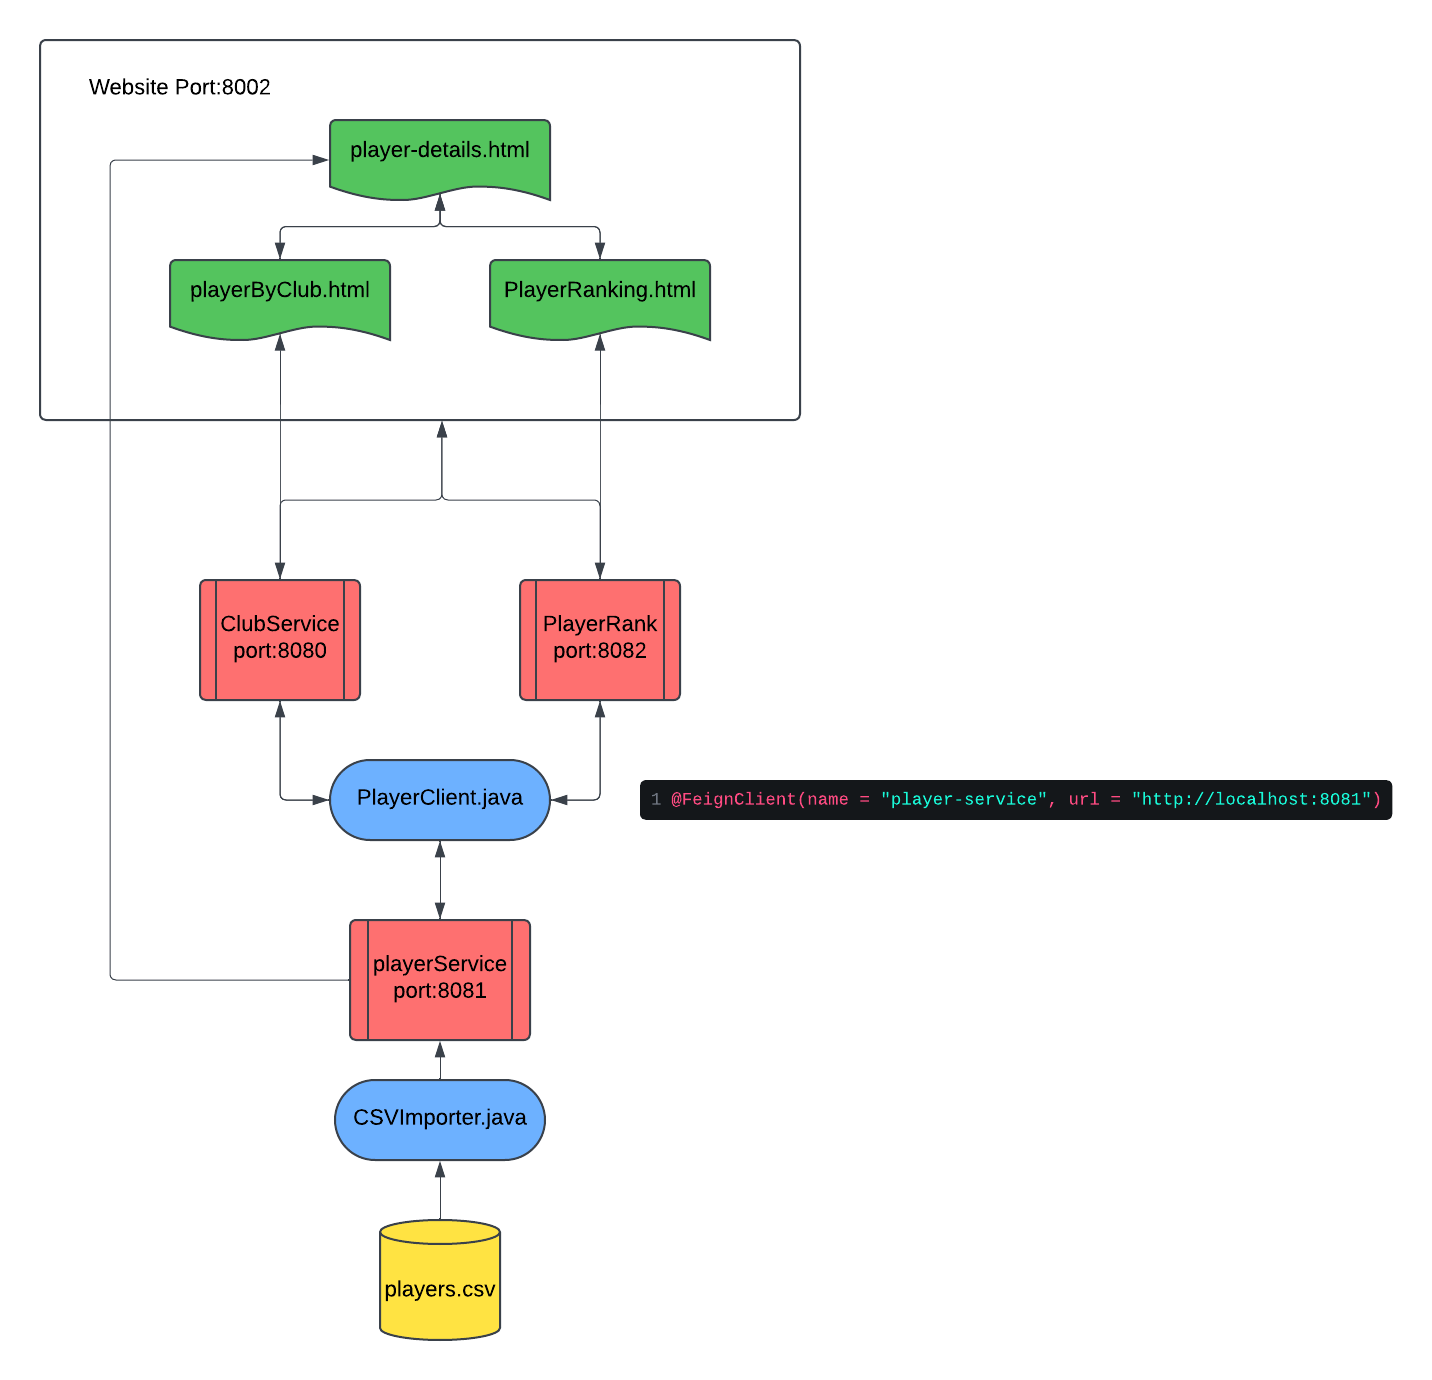 Website Port:8002
player-details.html
playerByClub.html
PlayerRanking.html
ClubService
port:8080
PlayerRank
port:8082
PlayerClient.java
1 @FeignClient(name = "player-service", url = "http://localhost:8081")
playerService
port:8081
CSVImporter.java
players.csv